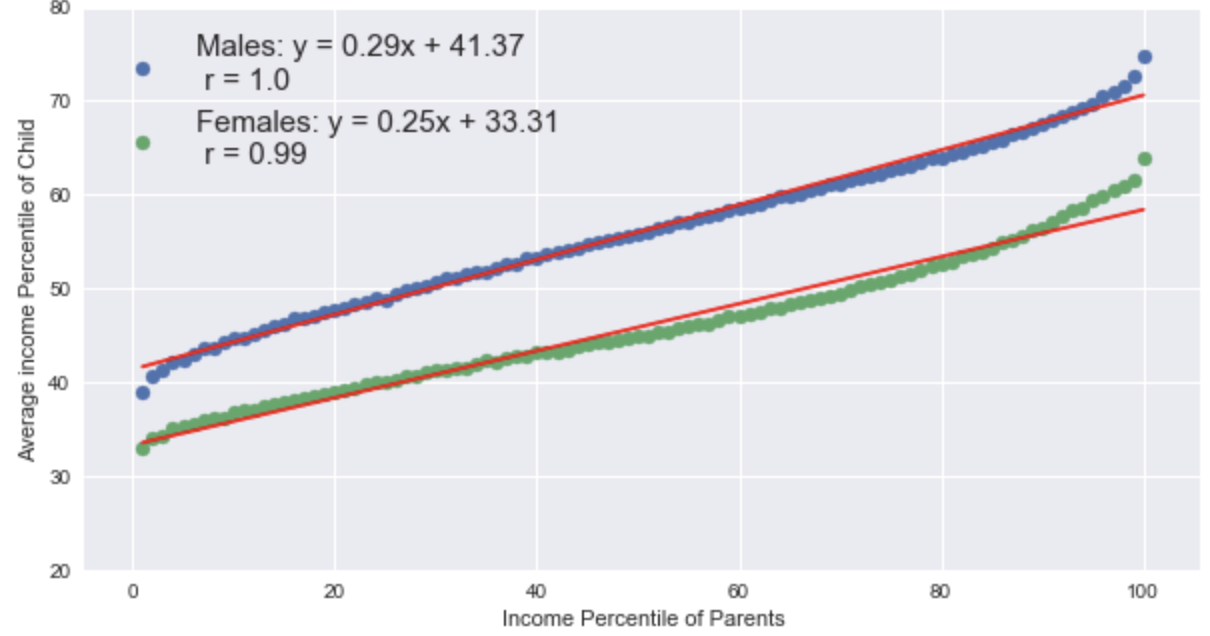 80
70
60
50
40
30
20
Average income Percentile of Child
Males: y = 0.29x + 41.37
r = 1.0
Females: y = 0.25x + 33.31
r = 0.99
0 20 40 60 80 100
Income Percentile of Parents